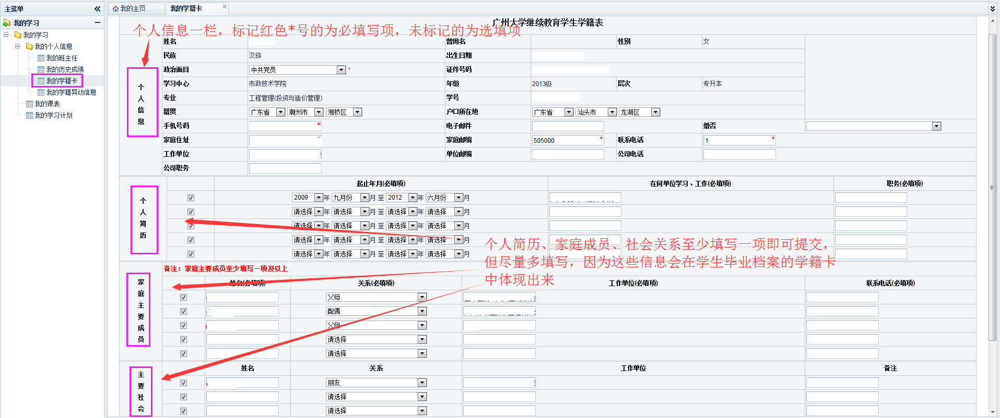 主菜单
我的学习
我的学习
我的个人信息
我的班主任
我的历史成绩
我的学籍卡
我的学籍异动信息
我的课表
我的学习计划
我的主页 我的学籍卡
广州大学继续教育学生学籍表
个人信息一栏，标记红色*号的为必填写项，未标记的为选填项
个人信息
姓名 曾用名 性别 女
民族 汉族 出生日期
政治面目 中共党员 * 证件号码
学习中心 市政技术学院 年级 2013级 层次 专升本
专业 工程管理(投资与造价管理) 学号
籍贯 广东省 潮州市 湘桥区 户口所在地 广东省 汕头市 龙湖区
手机号码 * 电子邮件 婚否
家庭住址 家庭邮编 505000 * 联系电话 1 *
工作单位 单位邮编 公司电话
公司职务
个人简历
起止年月(必填项) 在何单位学习、工作(必填项) 职务(必填项)
2009 年 九月份 月 至 2012 年 六月份 月
请选择 年 请选择 月 至 请选择 年 请选择 月
请选择 年 请选择 月 至 请选择 年 请选择 月
请选择 年 请选择 月 至 请选择 年 请选择 月
请选择 年 请选择 月 至 请选择 年 请选择 月
个人简历、家庭成员、社会关系至少填写一项即可提交，
但尽量多填写，因为这些信息会在学生毕业档案的学籍卡
中体现出来
家庭主要成员
备注：家庭主要成员至少填写一项及以上
姓名(必填项) 关系(必填项) 工作单位(必填项) 联系电话(必填项)
父母
配偶
父母
请选择
请选择
主要社会
姓名 关系 工作单位 备注
朋友
请选择
请选择